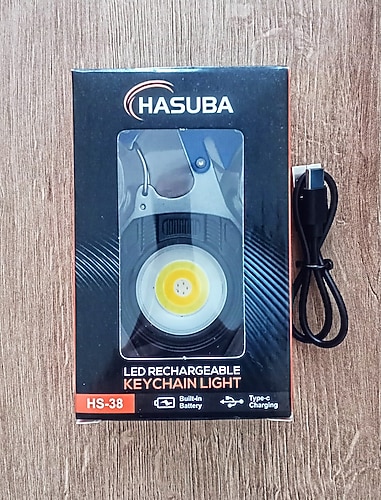 HASUBA
LED RECHARGEABLE
KEYCHAIN LIGHT
HS-38
Built-in
Battery
Type-c
Charging